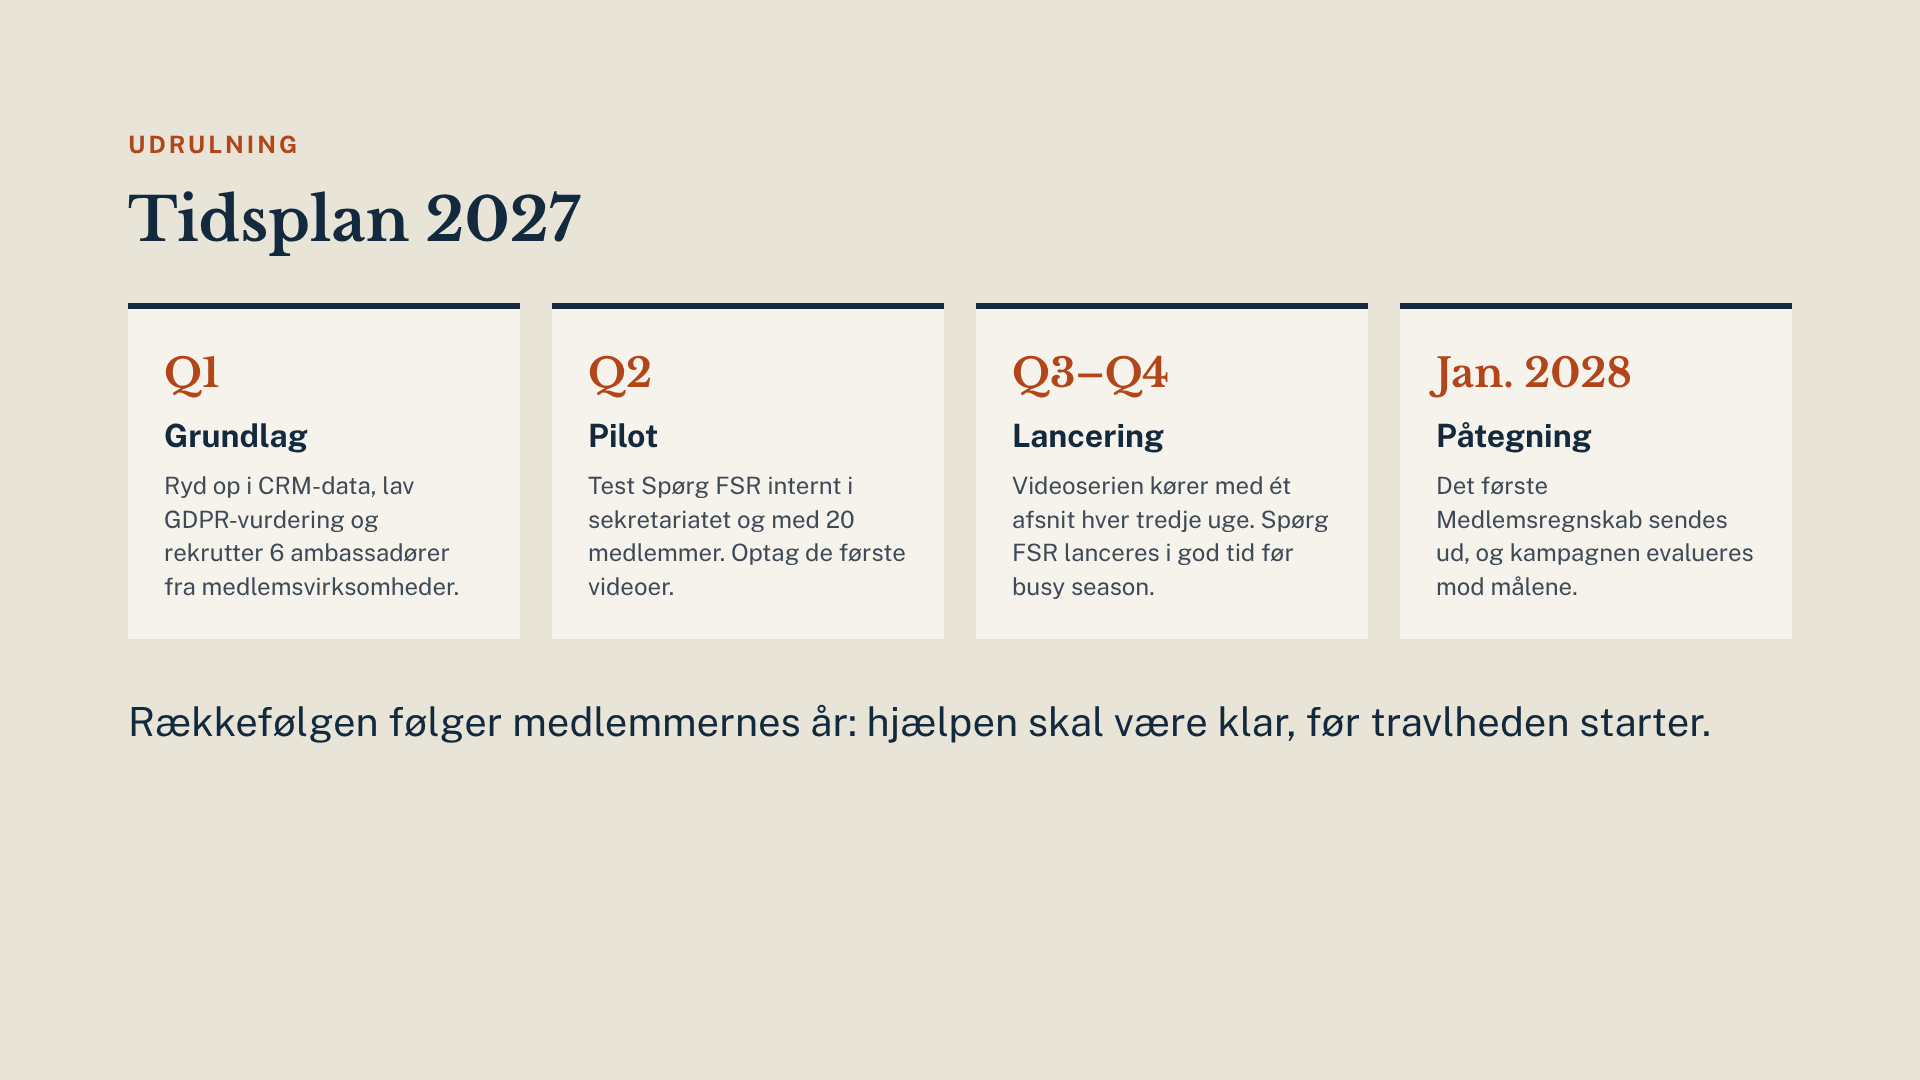 UDRULNING
Tidsplan 2027
Q1
Grundlag
Ryd op i CRM-data, lav
GDPR-vurdering og
rekrutter 6 ambassadører
fra medlemsvirksomheder.
Q2
Pilot
Test Spørg FSR internt i
sekretariatet og med 20
medlemmer. Optag de første
videoer.
Q3–Q4
Lancering
Videoserien kører med ét
afsnit hver tredje uge. Spørg
FSR lanceres i god tid før
busy season.
Jan. 2028
Påtegning
Det første
Medlemsregnskab sendes
ud, og kampagnen evalueres
mod målene.
Rækkefølgen følger medlemmernes år: hjælpen skal være klar, før travlheden starter.